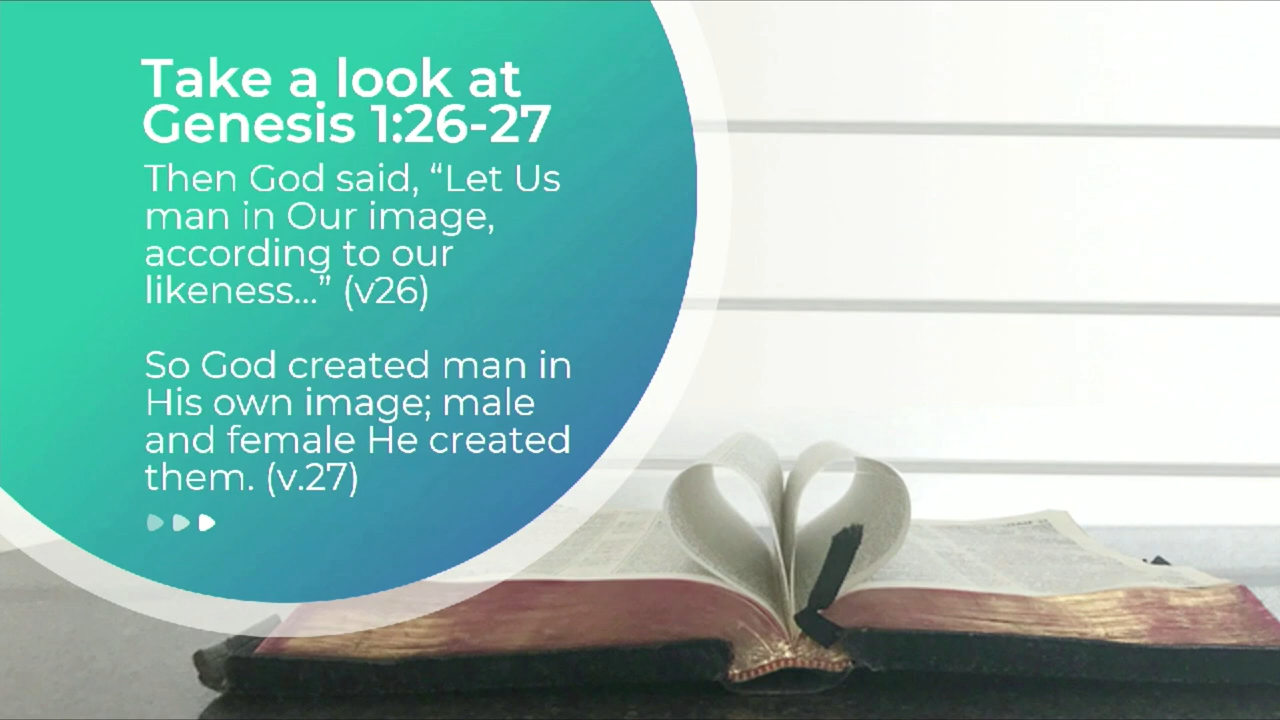 Take a look at
Genesis 1:26-27
Then God said, “Let Us
man in Our image,
according to our
likeness...” (v26)
So God created man in
His own image; male
and female He created
them. (v.27)